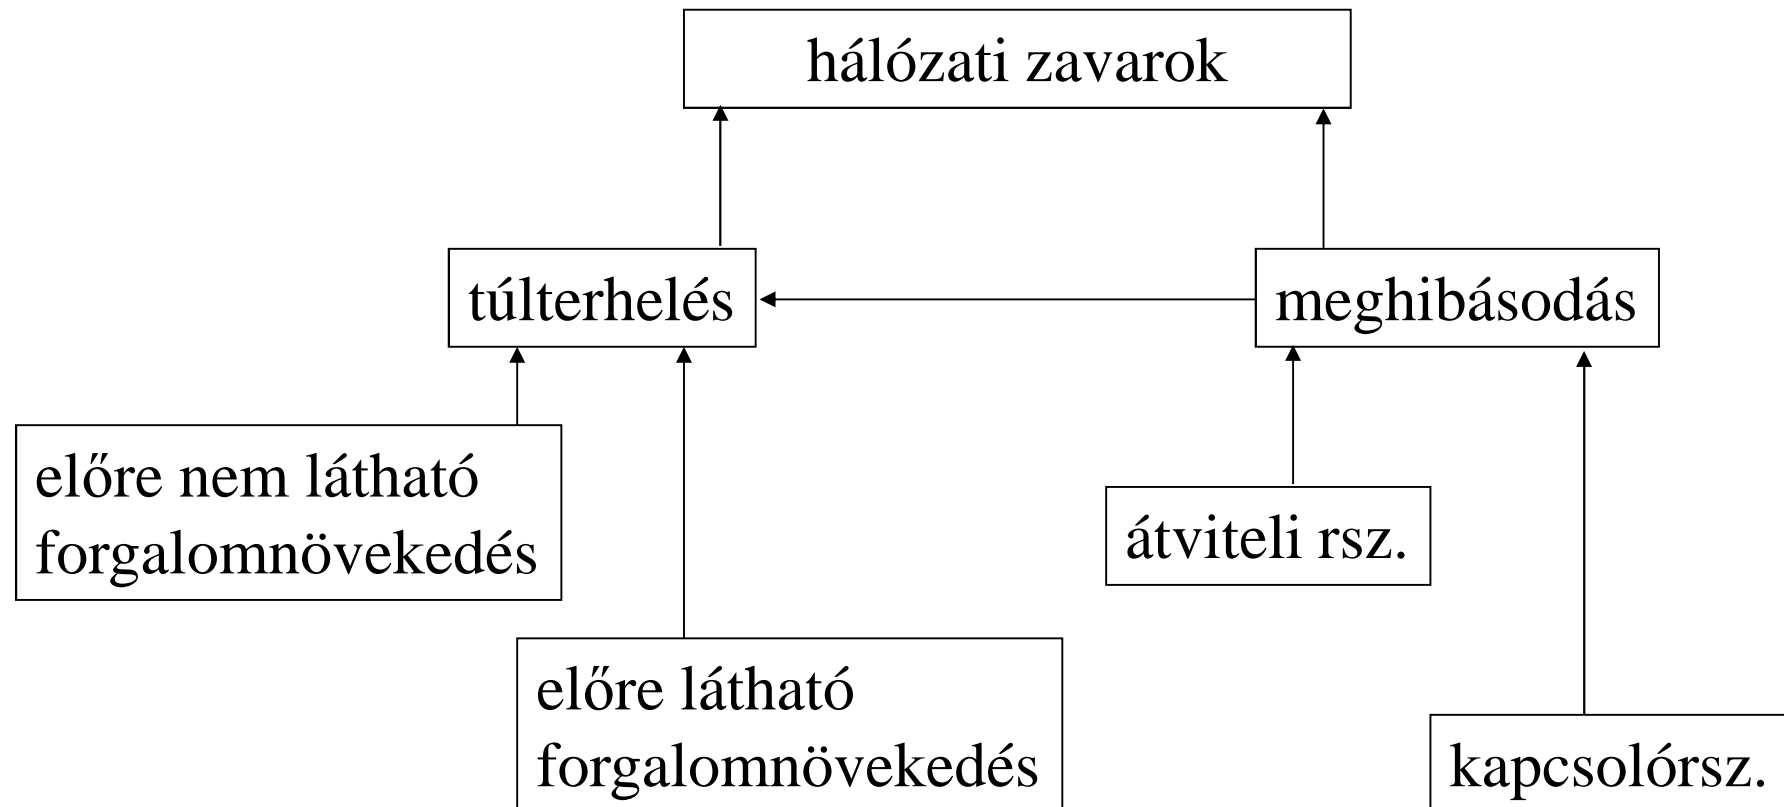 hálózati zavarok
túlterhelés
meghibásodás
előre nem látható
forgalomnövekedés
átviteli rsz.
előre látható
forgalomnövekedés
kapcsolórsz.